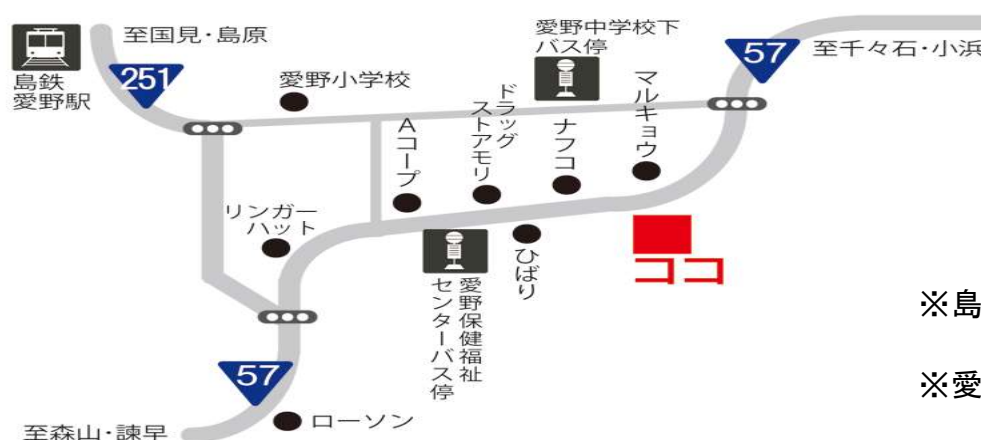 至国見・島原
島鉄
愛野駅
251
愛野小学校
愛野中学校下
バス停
57
至千々石・小浜
Aコープ
ドラッグ
ストアモリ
ナフコ
マルキョウ
リンガー
ハット
愛野保健福祉
センターバス停
ひばり
ココ
※島
※愛
57
ローソン
至森山・諫早